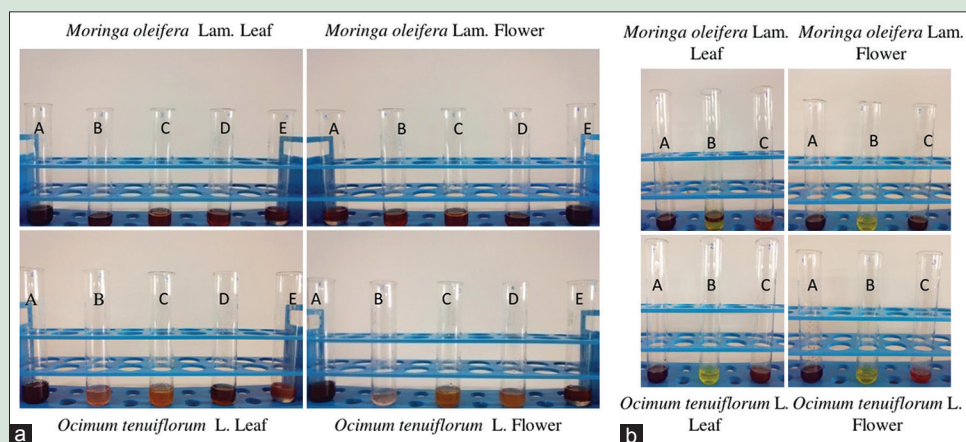 Moringa oleifera Lam. Leaf
Moringa oleifera Lam. Flower
A B C D E
A B C D E
A B C D E
A B C D E
Ocimum tenuiflorum L. Leaf
Ocimum tenuiflorum L. Flower
a
Moringa oleifera Lam.
Leaf
Moringa oleifera Lam.
Flower
A B C
A B C
A B C
A B C
Ocimum tenuiflorum L.
Leaf
Ocimum tenuiflorum L.
Flower
b